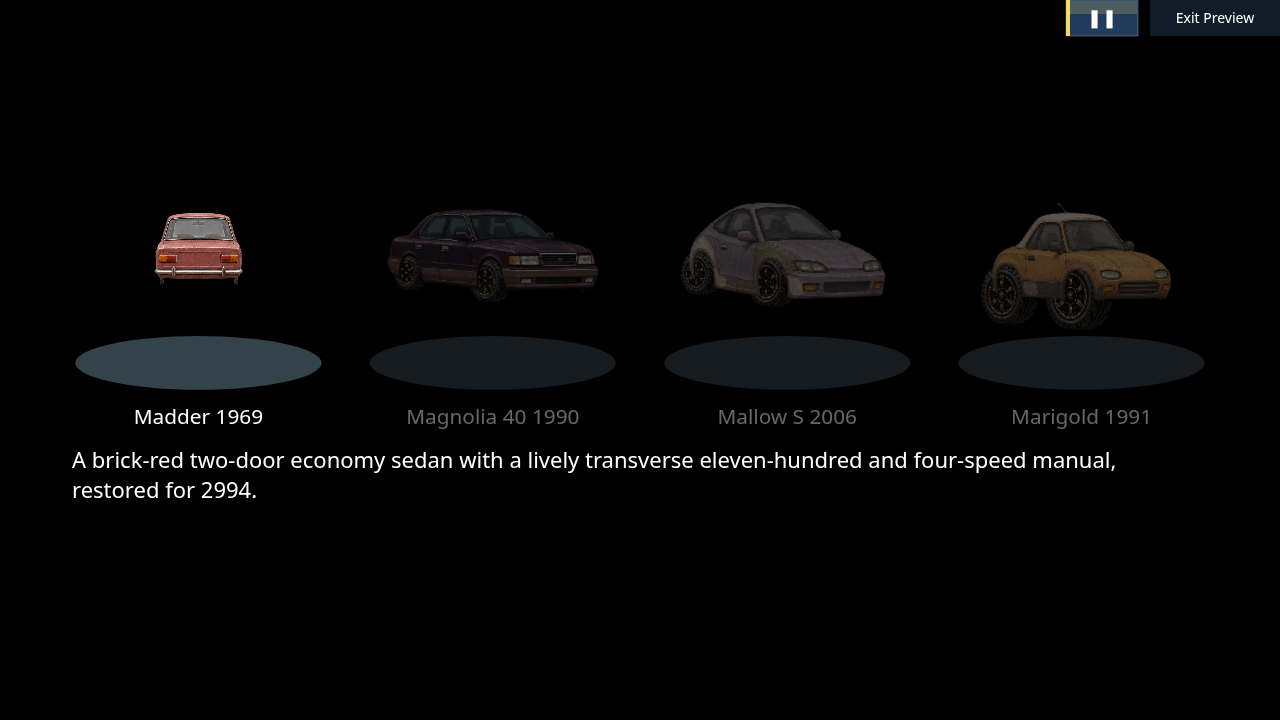 Exit Preview
Madder 1969
Magnolia 40 1990
Mallow S 2006
Marigold 1991
A brick-red two-door economy sedan with a lively transverse eleven-hundred and four-speed manual,
restored for 2994.